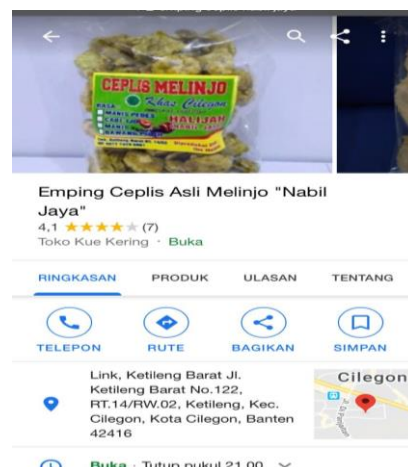 CEPLIS MELINJO
Khas Cilegon
RASA:
HALIJAH
Emping Ceplis Asli Melinjo "Nabil
Jaya"
4,1 (7)
Toko Kue Kering · Buka
RINGKASAN PRODUK ULASAN TENTANG
TELEPON RUTE BAGIKAN SIMPAN
Link, Ketileng Barat Jl.
Ketileng Barat No.122,
RT.14/RW.02, Ketileng, Kec.
Cilegon, Kota Cilegon, Banten
42416
Cilegon
Buka · Tutup pukul 21.00